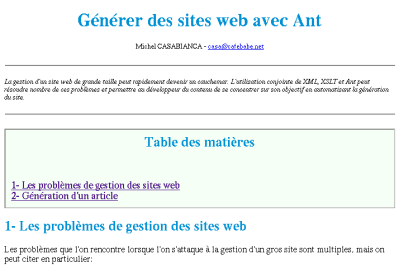 Générer des sites web avec Ant
Michel CASABIANCA - casa@cafebabe.net
La gestion d'un site web de grande taille peut rapidement devenir un cauchemar. L'utilisation conjointe de XML, XSLT et Ant peut
résoudre nombre de ces problèmes et permettre au développeur du contenu de se concentrer sur son objectif en automatisant la génération
du site.
Table des matières
1- Les problèmes de gestion des sites web
2- Génération d'un article
1- Les problèmes de gestion des sites web
Les problèmes que l'on rencontre lorsque l'on s'attaque à la gestion d'un gros site sont multiples, mais on
peut citer en particulier: